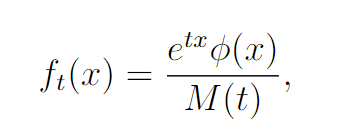 f_t(x) = \frac{e^{tx}\phi(x)}{M(t)},